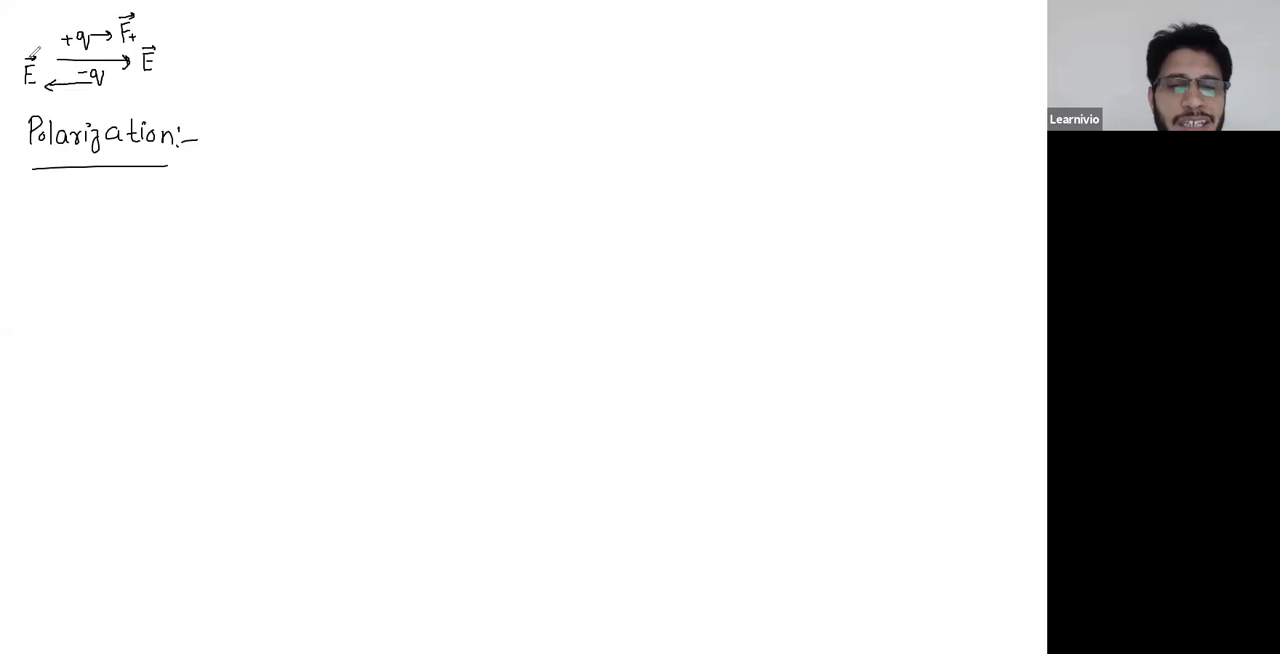 +q → F⃗+
E⃗ E⃗
-q
Polarization:-
Learnivio